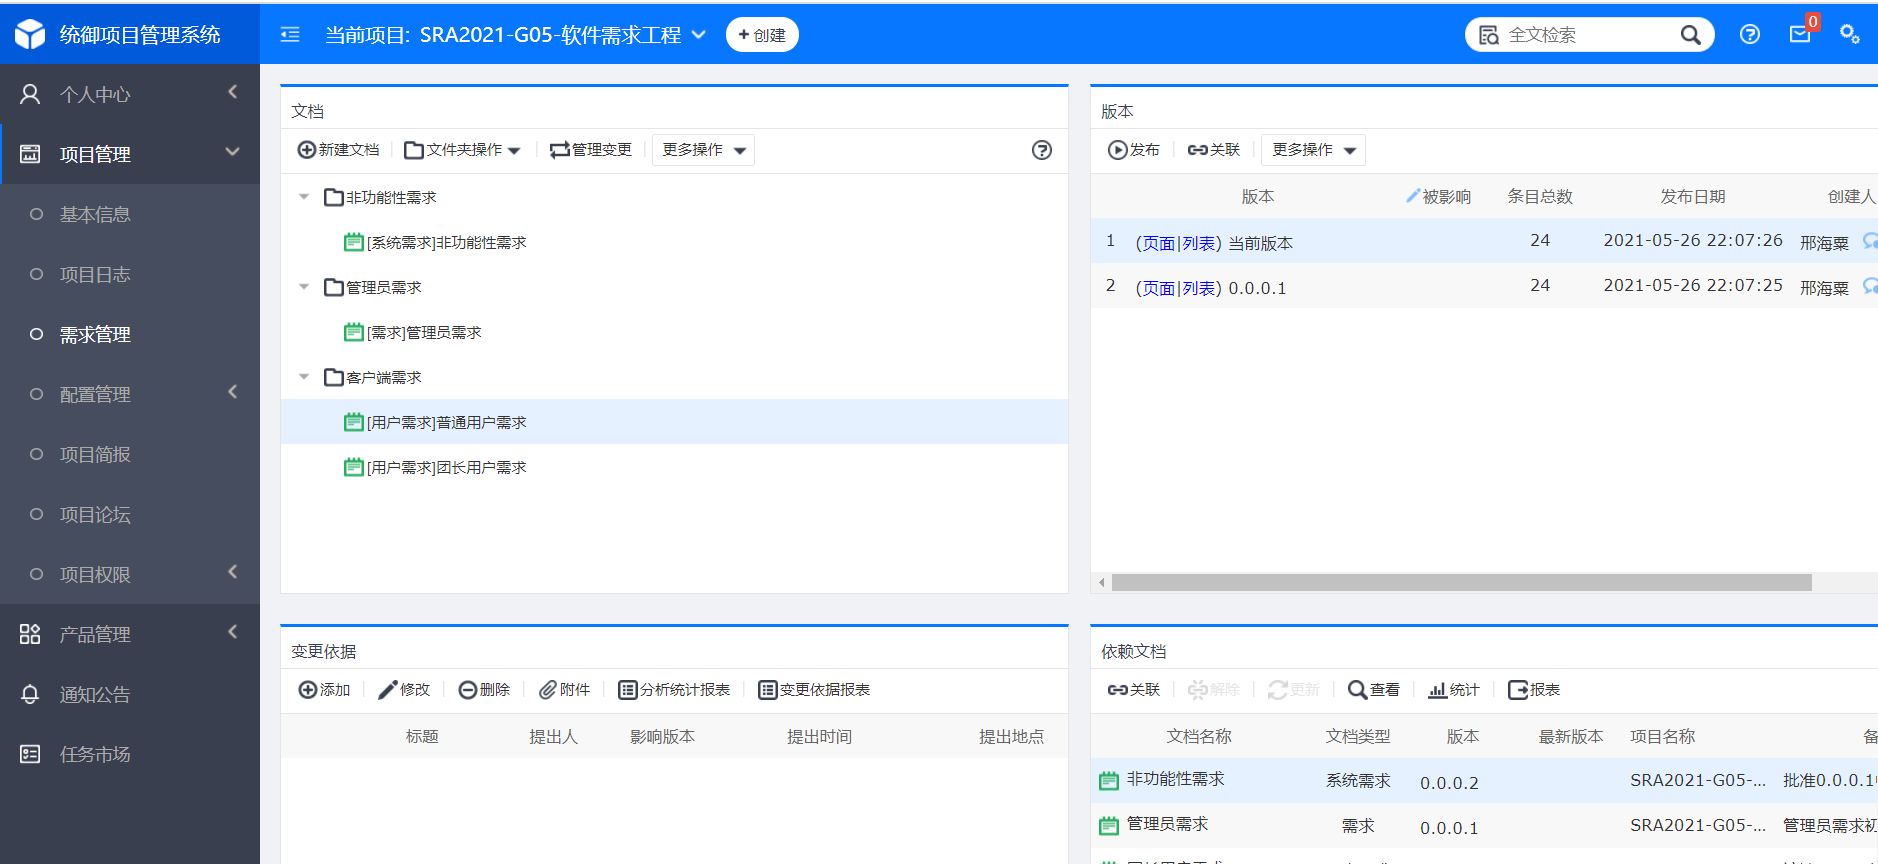 统御项目管理系统
当前项目: SRA2021-G05-软件需求工程
+ 创建
全文检索
0
个人中心
项目管理
基本信息
项目日志
需求管理
配置管理
项目简报
项目论坛
项目权限
产品管理
通知公告
任务市场
文档
新建文档 文件夹操作 管理变更 更多操作
非功能性需求
[系统需求]非功能性需求
管理员需求
[需求]管理员需求
客户端需求
[用户需求]普通用户需求
[用户需求]团长用户需求
版本
发布 关联 更多操作
版本 被影响 条目总数 发布日期 创建人
1 (页面|列表) 当前版本 24 2021-05-26 22:07:26 邢海粟
2 (页面|列表) 0.0.0.1 24 2021-05-26 22:07:25 邢海粟
变更依据
添加 修改 删除 附件 分析统计报表 变更依据报表
标题 提出人 影响版本 提出时间 提出地点
依赖文档
关联 解除 更新 查看 统计 报表
文档名称 文档类型 版本 最新版本 项目名称 备
非功能性需求 系统需求 0.0.0.2 SRA2021-G05-... 批准0.0.0.1
管理员需求 需求 0.0.0.1 SRA2021-G05-... 管理员需求初